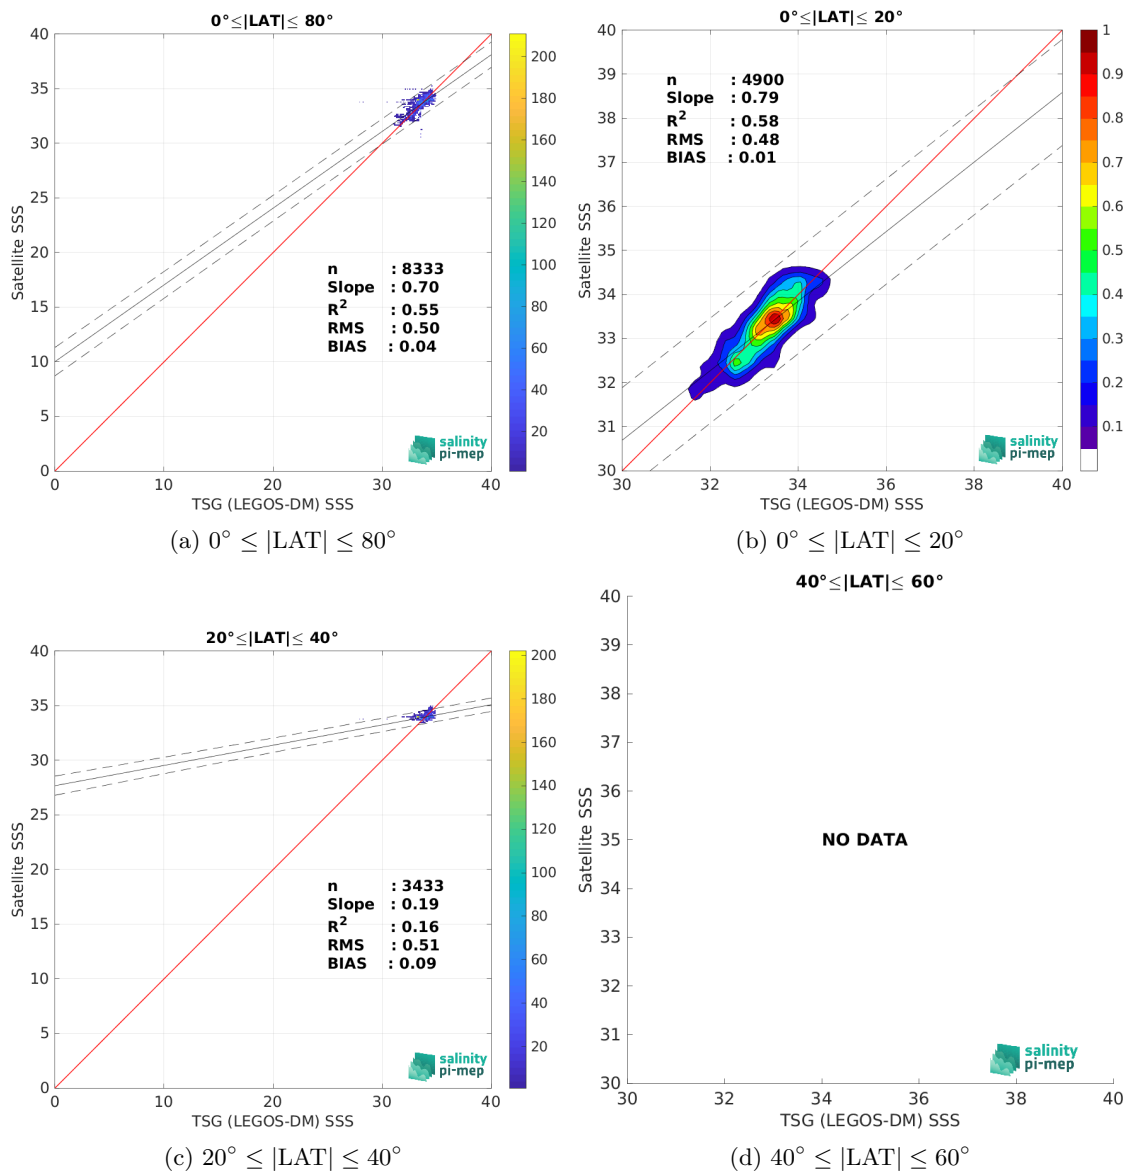 0°≤|LAT|≤ 80°
40
35
30
25
20
15
10
5
0
0
10
20
30
40
Satellite SSS
TSG (LEGOS-DM) SSS
n : 8333
Slope : 0.70
R² : 0.55
RMS : 0.50
BIAS : 0.04
200
180
160
140
120
100
80
60
40
20
salinity
pi-mep
(a) 0° ≤ |LAT| ≤ 80°
0°≤|LAT|≤ 20°
40
39
38
37
36
35
34
33
32
31
30
30
32
34
36
38
40
Satellite SSS
TSG (LEGOS-DM) SSS
n : 4900
Slope : 0.79
R² : 0.58
RMS : 0.48
BIAS : 0.01
1
0.9
0.8
0.7
0.6
0.5
0.4
0.3
0.2
0.1
salinity
pi-mep
(b) 0° ≤ |LAT| ≤ 20°
20°≤|LAT|≤ 40°
40
35
30
25
20
15
10
5
0
0
10
20
30
40
Satellite SSS
TSG (LEGOS-DM) SSS
n : 3433
Slope : 0.19
R² : 0.16
RMS : 0.51
BIAS : 0.09
200
180
160
140
120
100
80
60
40
20
salinity
pi-mep
(c) 20° ≤ |LAT| ≤ 40°
40°≤|LAT|≤ 60°
40
39
38
37
36
35
34
33
32
31
30
30
32
34
36
38
40
Satellite SSS
TSG (LEGOS-DM) SSS
NO DATA
salinity
pi-mep
(d) 40° ≤ |LAT| ≤ 60°